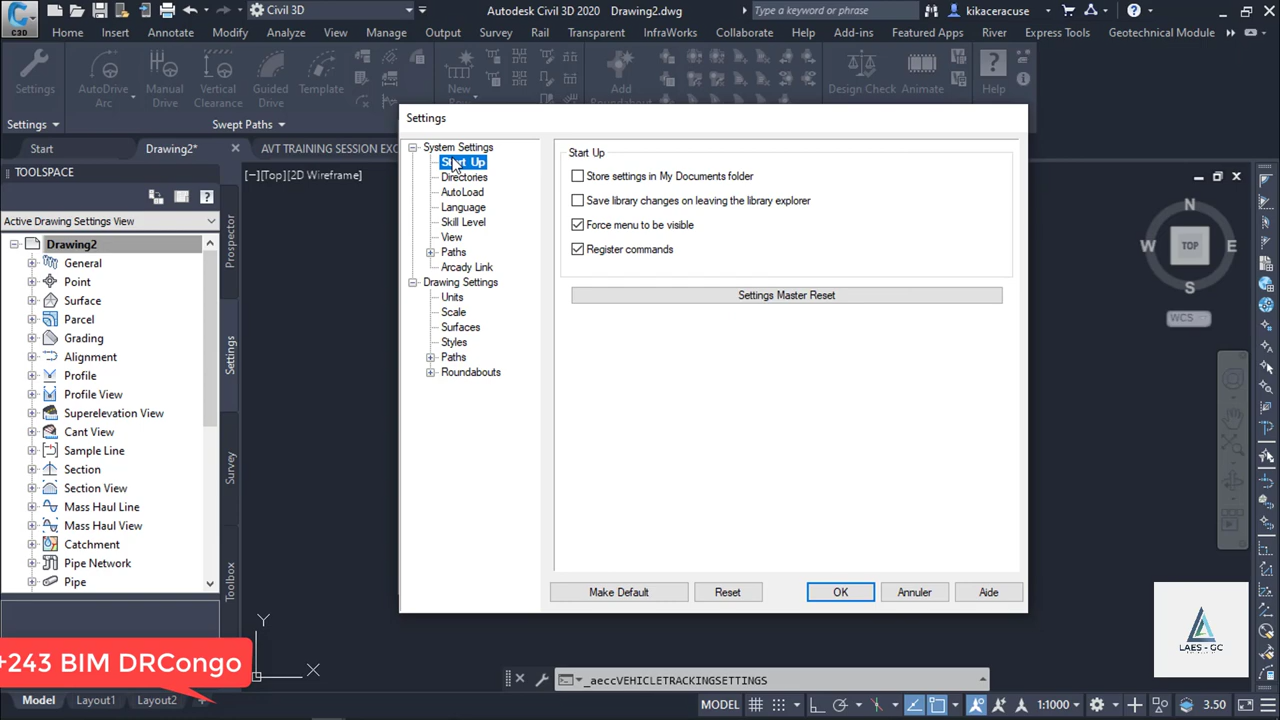 Civil 3D
Autodesk Civil 3D 2020 Drawing2.dwg
Type a keyword or phrase
kikaceracuse
C3D
Home Insert Annotate Modify Analyze View Manage Output Survey Rail Transparent InfraWorks Collaborate Help Add-ins Featured Apps River Express Tools Geotechnical Module
Settings
AutoDrive Arc
Manual Drive
Vertical Clearance
Guided Drive
Template
New Row
Add Roundabout
Design Check
Animate
Help
Settings
Swept Paths
Start
Drawing2*
AVT TRAINING SESSION EXC
TOOLSPACE
Active Drawing Settings View
Drawing2
General
Point
Surface
Parcel
Grading
Alignment
Profile
Profile View
Superelevation View
Cant View
Sample Line
Section
Section View
Mass Haul Line
Mass Haul View
Catchment
Pipe Network
Pipe
Prospector
Settings
Survey
Toolbox
[−][Top][2D Wireframe]
Settings
System Settings
Start Up
Directories
AutoLoad
Language
Skill Level
View
Paths
Arcady Link
Drawing Settings
Units
Scale
Surfaces
Styles
Paths
Roundabouts
Start Up
Store settings in My Documents folder
Save library changes on leaving the library explorer
Force menu to be visible
Register commands
Settings Master Reset
Make Default
Reset
OK
Annuler
Aide
N
W TOP E
S
WCS
LAES - GC
Y
X
+243 BIM DRCongo
_aeccVEHICLETRACKINGSETTINGS
Model Layout1 Layout2 +
MODEL
1:1000
3.50